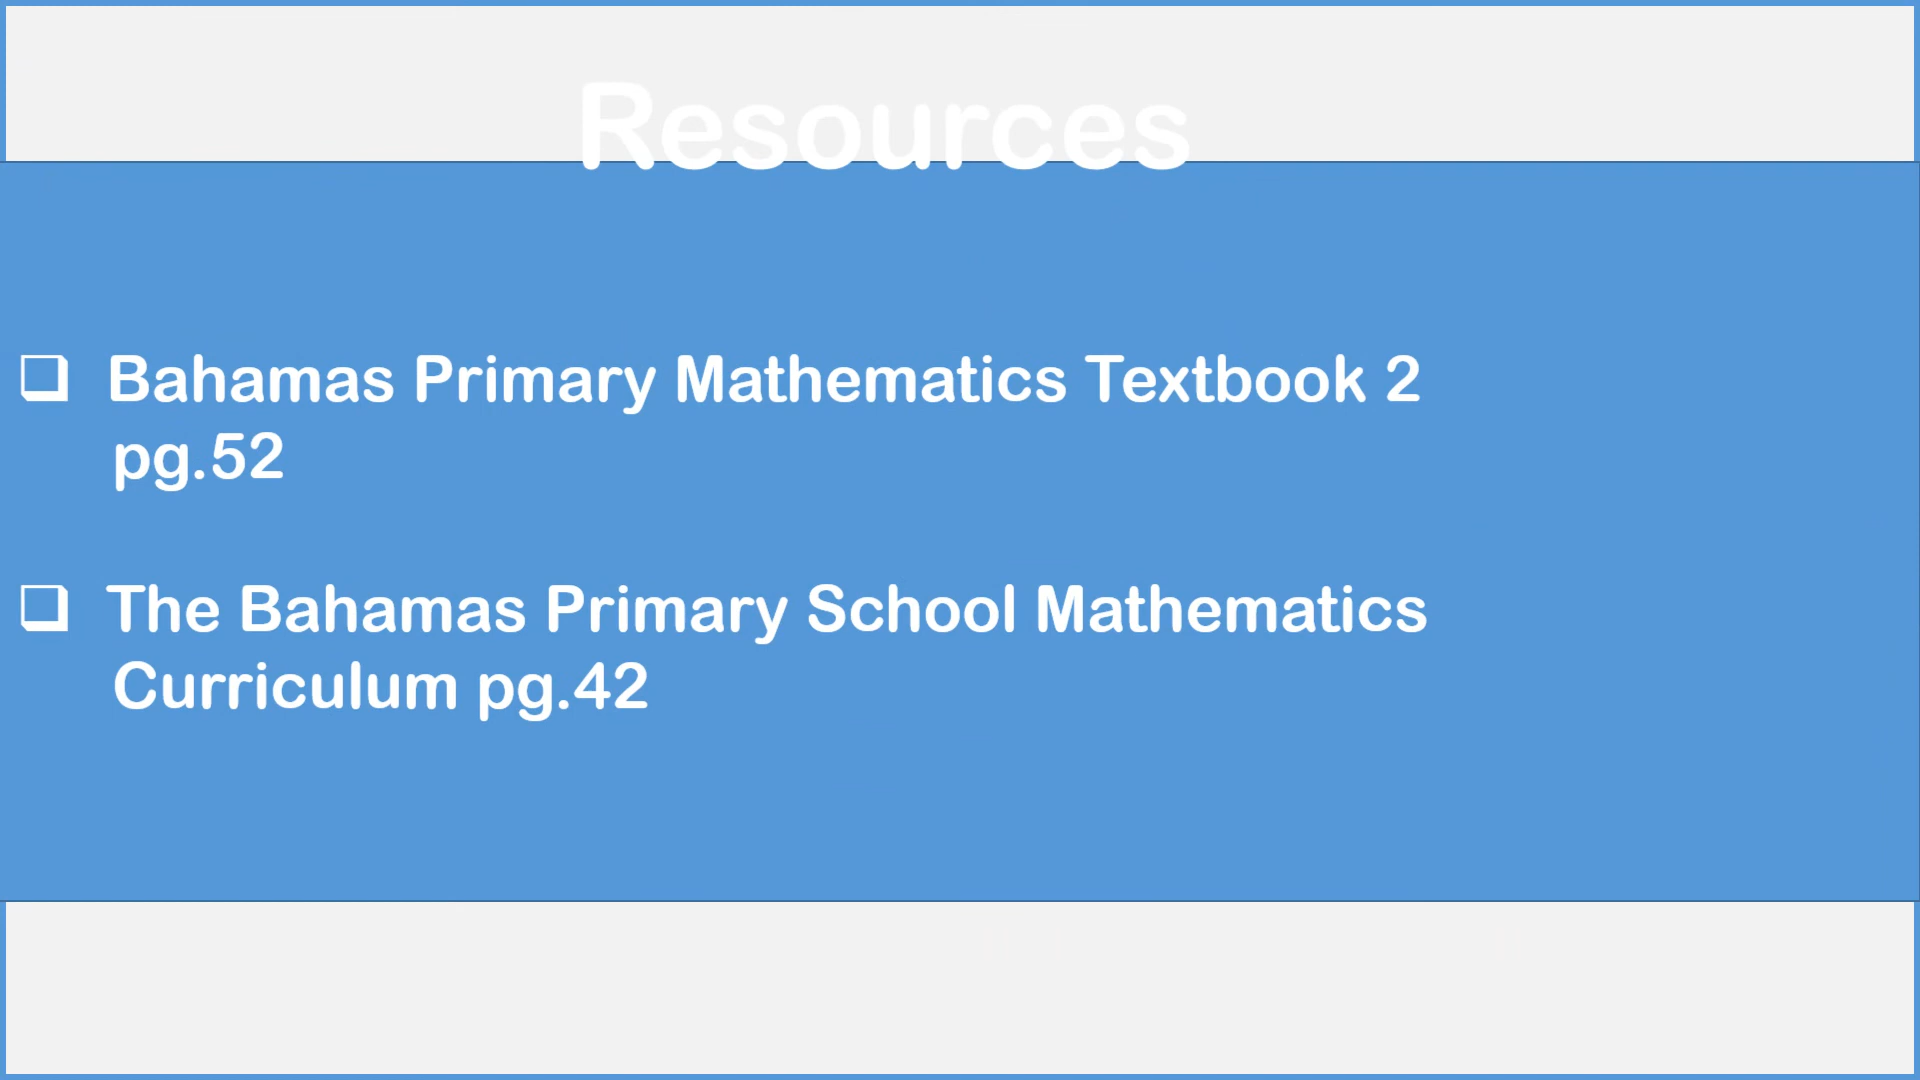 Resources
❑ Bahamas Primary Mathematics Textbook 2
pg.52
❑ The Bahamas Primary School Mathematics
Curriculum pg.42